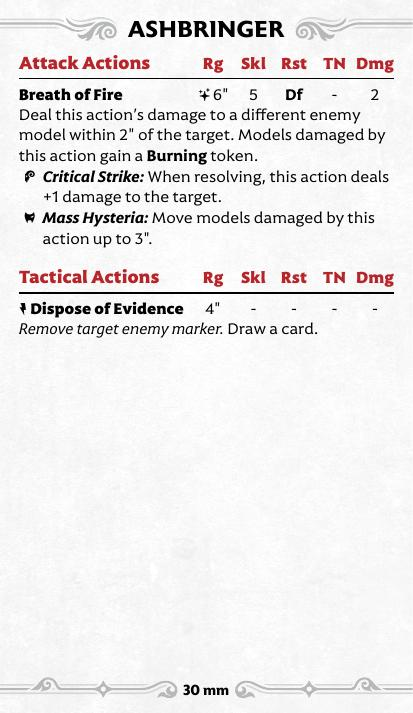 ASHBRINGER
Attack Actions Rg Skl Rst TN Dmg
Breath of Fire 6" 5 Df - 2
Deal this action's damage to a different enemy
model within 2" of the target. Models damaged by
this action gain a Burning token.
Critical Strike: When resolving, this action deals
+1 damage to the target.
Mass Hysteria: Move models damaged by this
action up to 3".
Tactical Actions Rg Skl Rst TN Dmg
Dispose of Evidence 4" - - - -
Remove target enemy marker. Draw a card.
30 mm